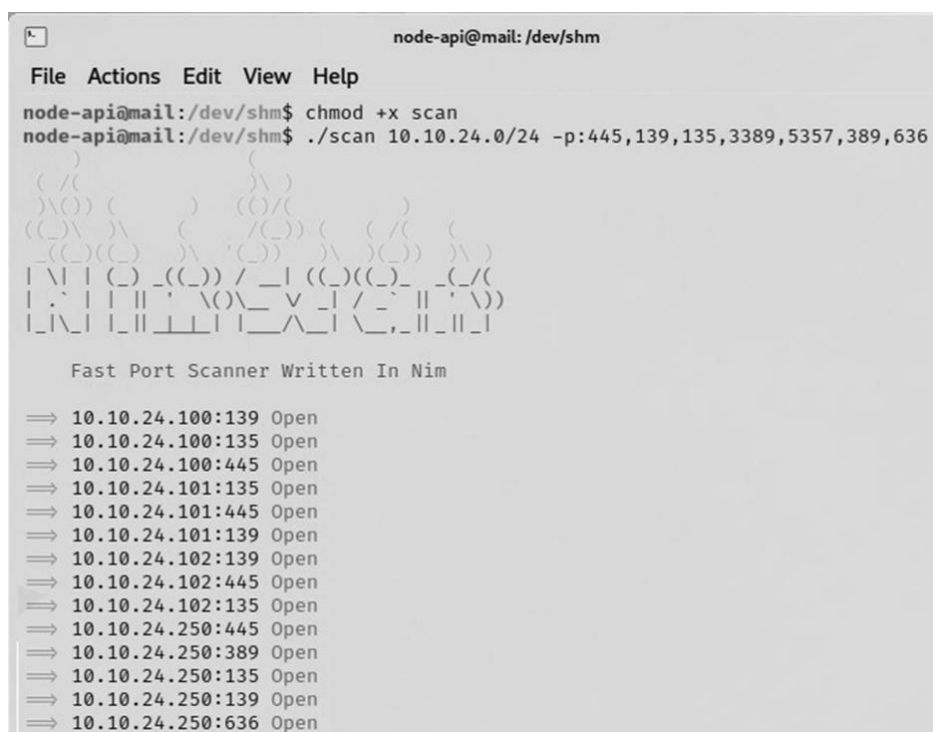 node-api@mail: /dev/shm
File Actions Edit View Help
node-api@mail:/dev/shm$ chmod +x scan
node-api@mail:/dev/shm$ ./scan 10.10.24.0/24 -p:445,139,135,3389,5357,389,636
Fast Port Scanner Written In Nim
⟹ 10.10.24.100:139 Open
⟹ 10.10.24.100:135 Open
⟹ 10.10.24.100:445 Open
⟹ 10.10.24.101:135 Open
⟹ 10.10.24.101:445 Open
⟹ 10.10.24.101:139 Open
⟹ 10.10.24.102:139 Open
⟹ 10.10.24.102:445 Open
⟹ 10.10.24.102:135 Open
⟹ 10.10.24.250:445 Open
⟹ 10.10.24.250:389 Open
⟹ 10.10.24.250:135 Open
⟹ 10.10.24.250:139 Open
⟹ 10.10.24.250:636 Open